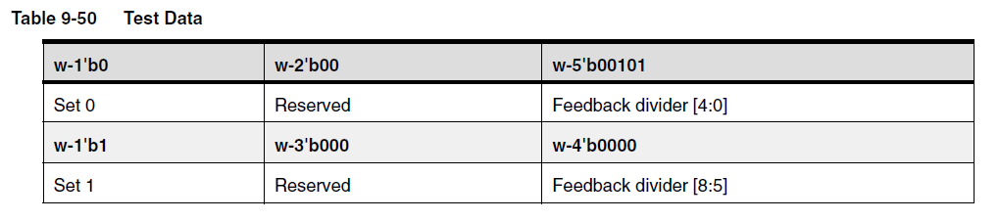 Table 9-50 Test Data
w-1'b0 w-2'b00 w-5'b00101
Set 0 Reserved Feedback divider [4:0]
w-1'b1 w-3'b000 w-4'b0000
Set 1 Reserved Feedback divider [8:5]